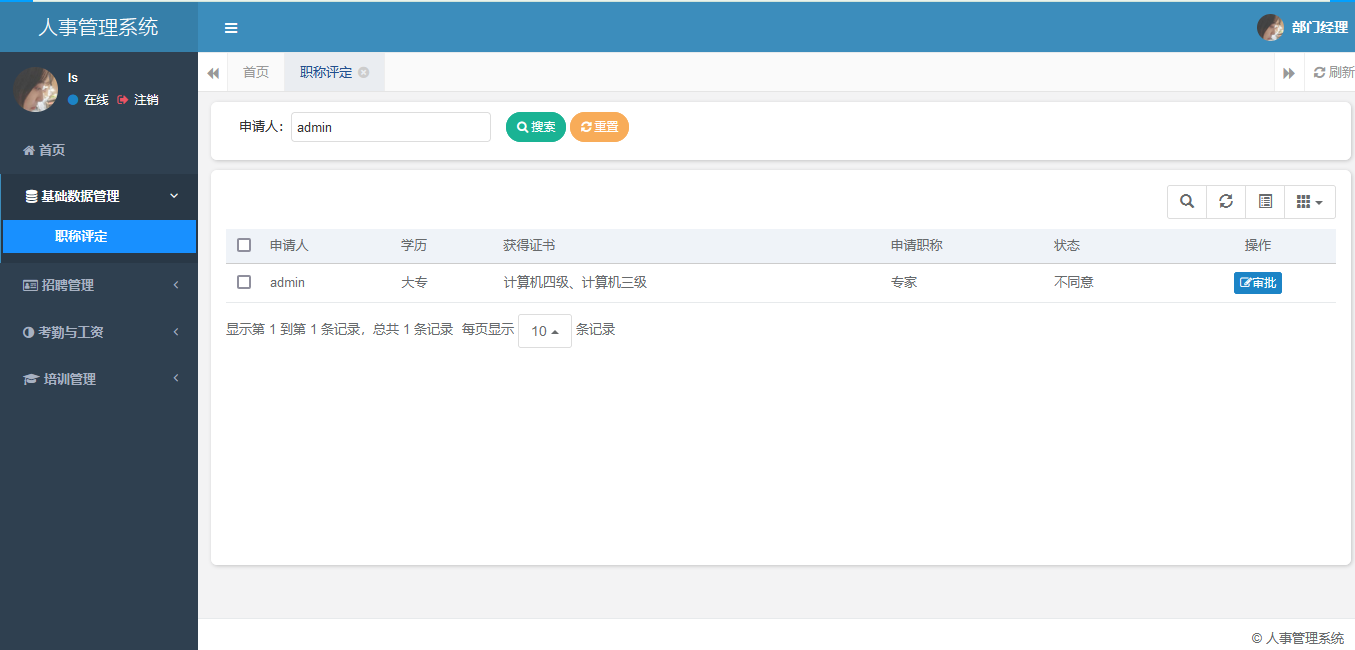 人事管理系统
部门经理
ls
在线 注销
首页
基础数据管理
职称评定
招聘管理
考勤与工资
培训管理
首页 职称评定 刷新
申请人： admin 搜索 重置
申请人 学历 获得证书 申请职称 状态 操作
admin 大专 计算机四级、计算机三级 专家 不同意 审批
显示第 1 到第 1 条记录，总共 1 条记录 每页显示 10 条记录
© 人事管理系统